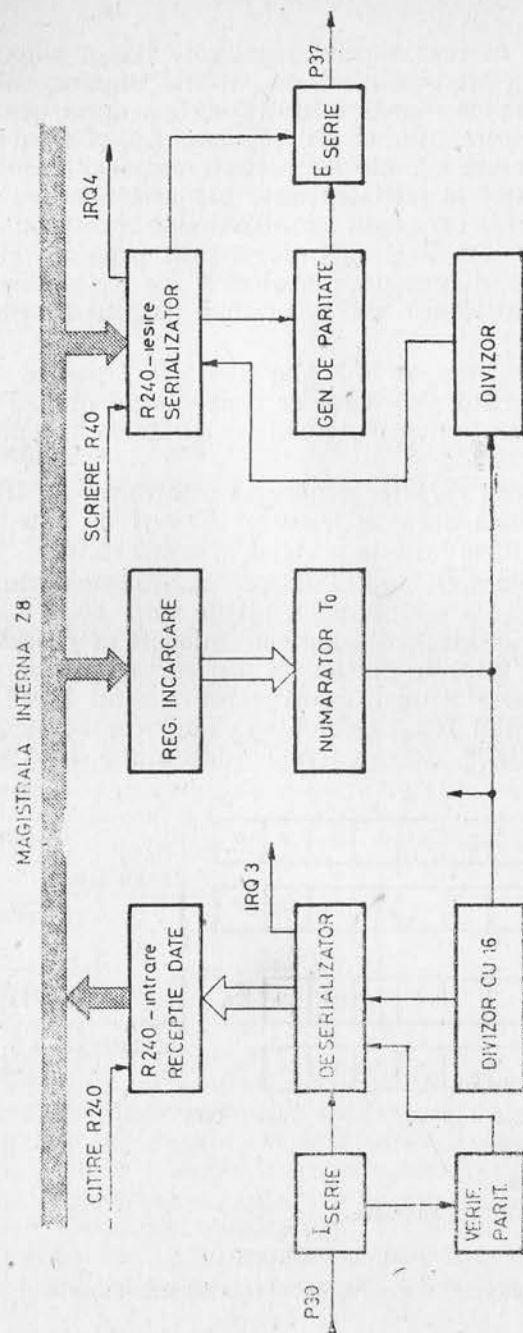 MAGISTRALA INTERNA Z8
CITIRE R240
R240-intrare
RECEPTIE DATE
REG. INCARCARE
SCRIERE R40
R240-iesire
SERIALIZATOR
IRQ4
P30
I SERIE
DESERIALIZATOR
IRQ 3
NUMARATOR T0
GEN DE PARITATE
E SERIE
P37
VERIF.
PARIT.
DIVIZOR CU 16
DIVIZOR